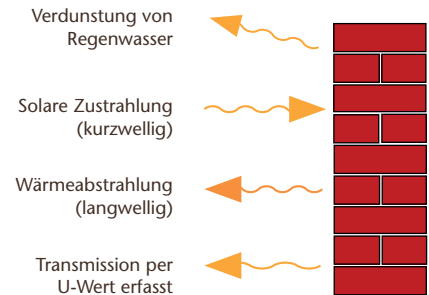 Verdunstung von
Regenwasser
Solare Zustrahlung
(kurzwellig)
Wärmeabstrahlung
(langwellig)
Transmission per
U-Wert erfasst